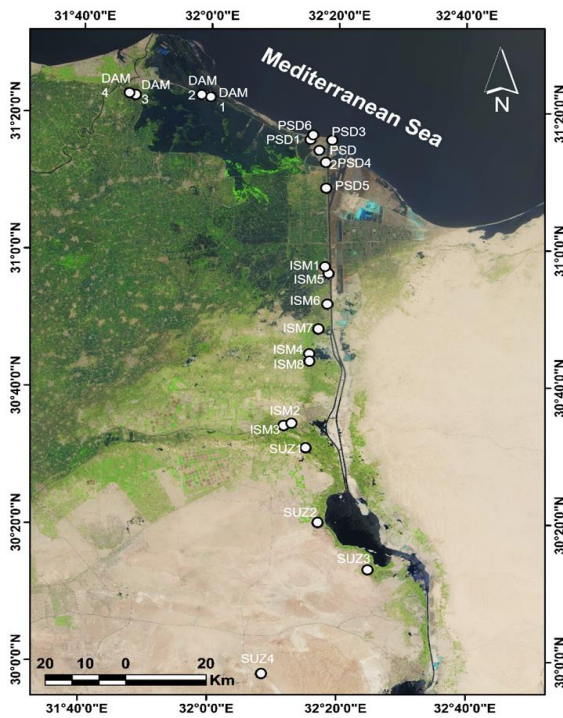 31°40'0"E 32°0'0"E 32°20'0"E 32°40'0"E
Mediterranean Sea
N
31°20'0"N
31°20'0"N
DAM
4
DAM
3
DAM
2
DAM
1
PSD6
PSD3
PSD1
PSD
2
PSD4
PSD5
31°0'0"N
31°0'0"N
ISM1
ISM5
ISM6
ISM7
ISM4
ISM8
30°40'0"N
30°40'0"N
ISM2
ISM3
SUZ1
30°20'0"N
30°20'0"N
SUZ2
SUZ3
SUZ4
30°0'0"N
30°0'0"N
20 10 0 20
Km
31°40'0"E 32°0'0"E 32°20'0"E 32°40'0"E